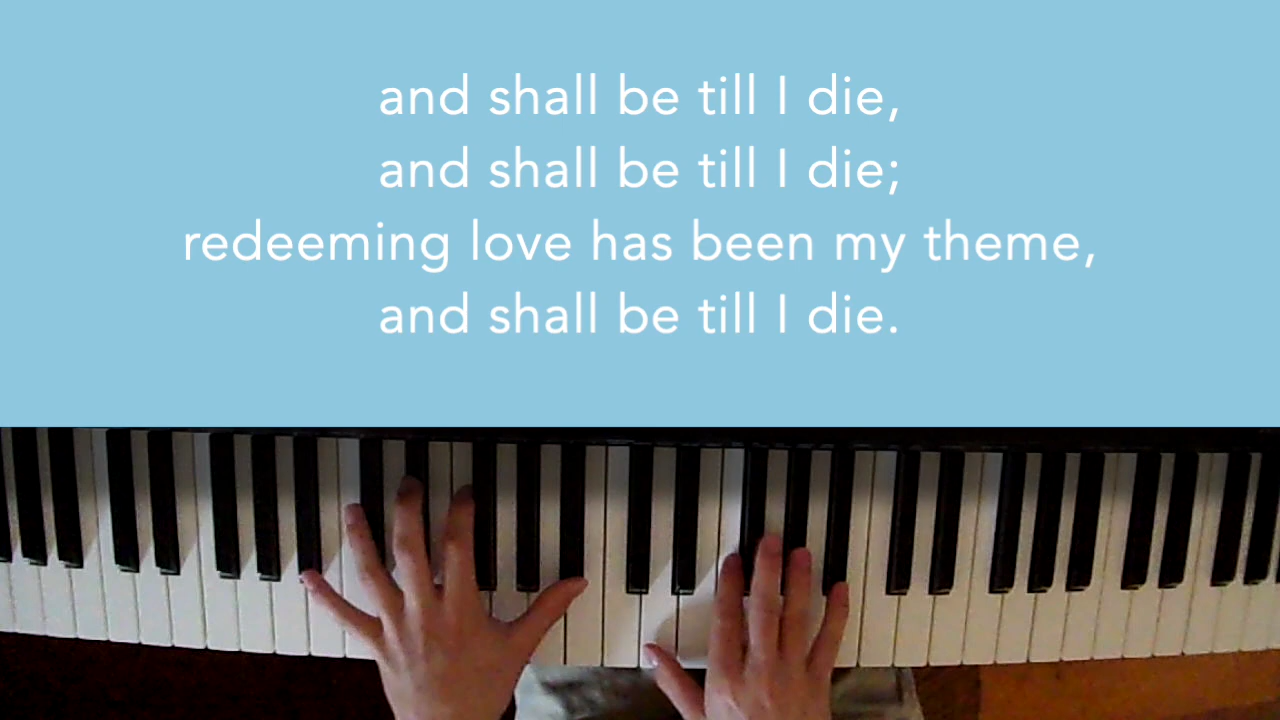 and shall be till I die,
and shall be till I die;
redeeming love has been my theme,
and shall be till I die.